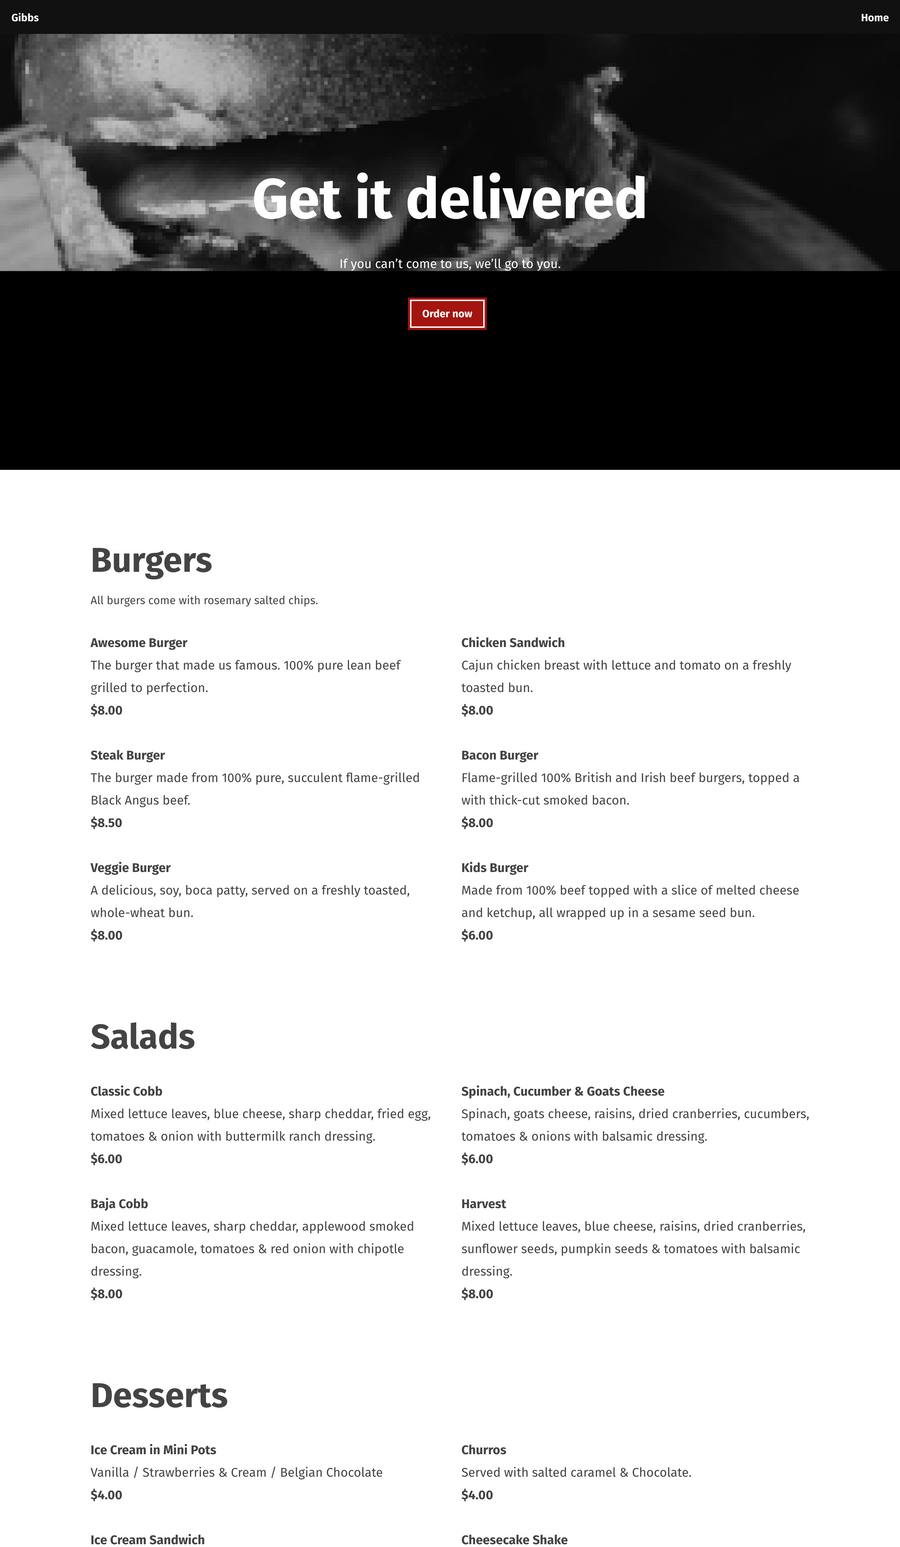 Gibbs
Home
Get it delivered
If you can’t come to us, we’ll go to you.
Order now
Burgers
All burgers come with rosemary salted chips.
Awesome Burger
The burger that made us famous. 100% pure lean beef
grilled to perfection.
$8.00
Chicken Sandwich
Cajun chicken breast with lettuce and tomato on a freshly
toasted bun.
$8.00
Steak Burger
The burger made from 100% pure, succulent flame-grilled
Black Angus beef.
$8.50
Bacon Burger
Flame-grilled 100% British and Irish beef burgers, topped a
with thick-cut smoked bacon.
$8.00
Veggie Burger
A delicious, soy, boca patty, served on a freshly toasted,
whole-wheat bun.
$8.00
Kids Burger
Made from 100% beef topped with a slice of melted cheese
and ketchup, all wrapped up in a sesame seed bun.
$6.00
Salads
Classic Cobb
Mixed lettuce leaves, blue cheese, sharp cheddar, fried egg,
tomatoes & onion with buttermilk ranch dressing.
$6.00
Spinach, Cucumber & Goats Cheese
Spinach, goats cheese, raisins, dried cranberries, cucumbers,
tomatoes & onions with balsamic dressing.
$6.00
Baja Cobb
Mixed lettuce leaves, sharp cheddar, applewood smoked
bacon, guacamole, tomatoes & red onion with chipotle
dressing.
$8.00
Harvest
Mixed lettuce leaves, blue cheese, raisins, dried cranberries,
sunflower seeds, pumpkin seeds & tomatoes with balsamic
dressing.
$8.00
Desserts
Ice Cream in Mini Pots
Vanilla / Strawberries & Cream / Belgian Chocolate
$4.00
Churros
Served with salted caramel & Chocolate.
$4.00
Ice Cream Sandwich
Cheesecake Shake